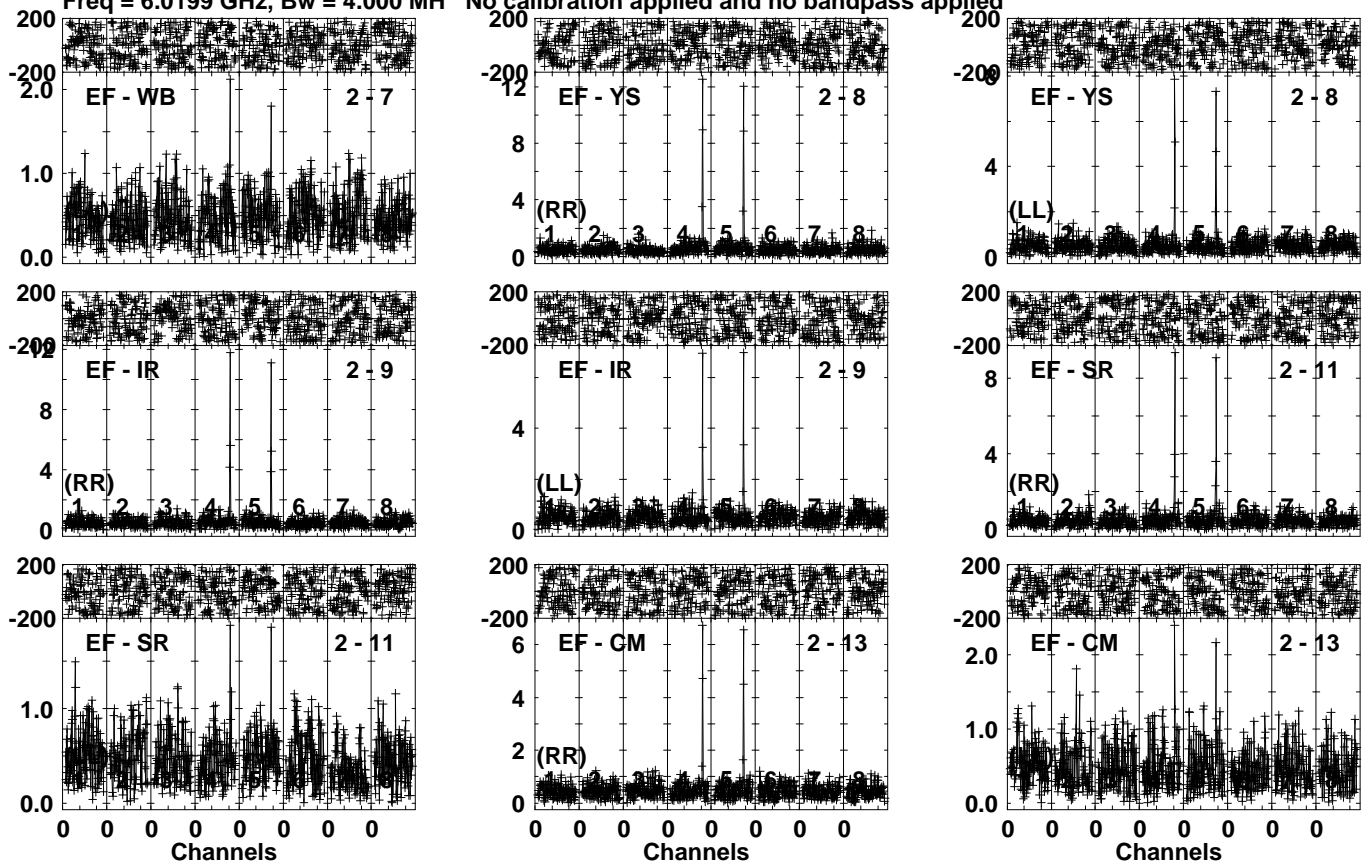 Freq = 6.0199 GHz, Bw = 4.000 MH No calibration applied and no bandpass applied
200 200 200
-200 -200 -200
EF - WB 2 - 7 EF - YS 2 - 8 EF - YS 2 - 8
2.0 12 8
1.0 8 4
4
(RR) (LL)
1 2 3 4 5 6 7 8 1 2 3 4 5 6 7 8
0.0 0 0
200 200 200
-200 -200 -200
12
EF - IR 2 - 9 EF - IR 2 - 9 EF - SR 2 - 11
8 4 8
4 4
(RR) (LL) (RR)
1 2 3 4 5 6 7 8 1 2 3 4 5 6 7 8 1 2 3 4 5 6 7 8
0 0 0
200 200 200
-200 -200 -200
EF - SR 2 - 11 EF - CM 2 - 13 EF - CM 2 - 13
6 2.0
1.0 4 1.0
2
(RR)
1 2 3 4 5 6 7 8
0.0 0 0.0
0 0 0 0 0 0 0 0 0 0 0 0 0 0 0 0 0 0 0 0 0 0 0 0
Channels Channels Channels